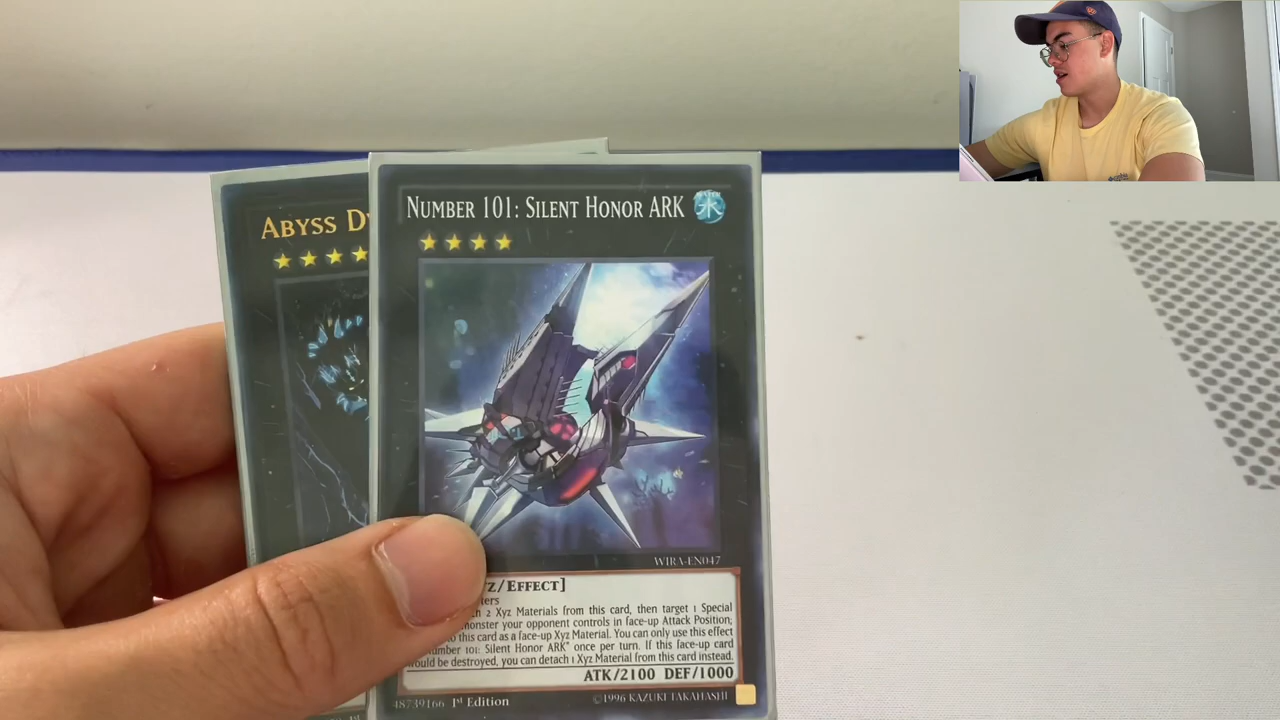 ABYSS
NUMBER 101: SILENT HONOR ARK
WATER
水
WIRA-EN047
/EFFECT]
2 Xyz Materials from this card, then target 1 Special
monster your opponent controls in face-up Attack Position;
to this card as a face-up Xyz Material. You can only use this effect
Number 101: Silent Honor ARK" once per turn. If this face-up card
would be destroyed, you can detach 1 Xyz Material from this card instead.
ATK/2100 DEF/1000
48739166 1st Edition ©1996 KAZUKI TAKAHASHI